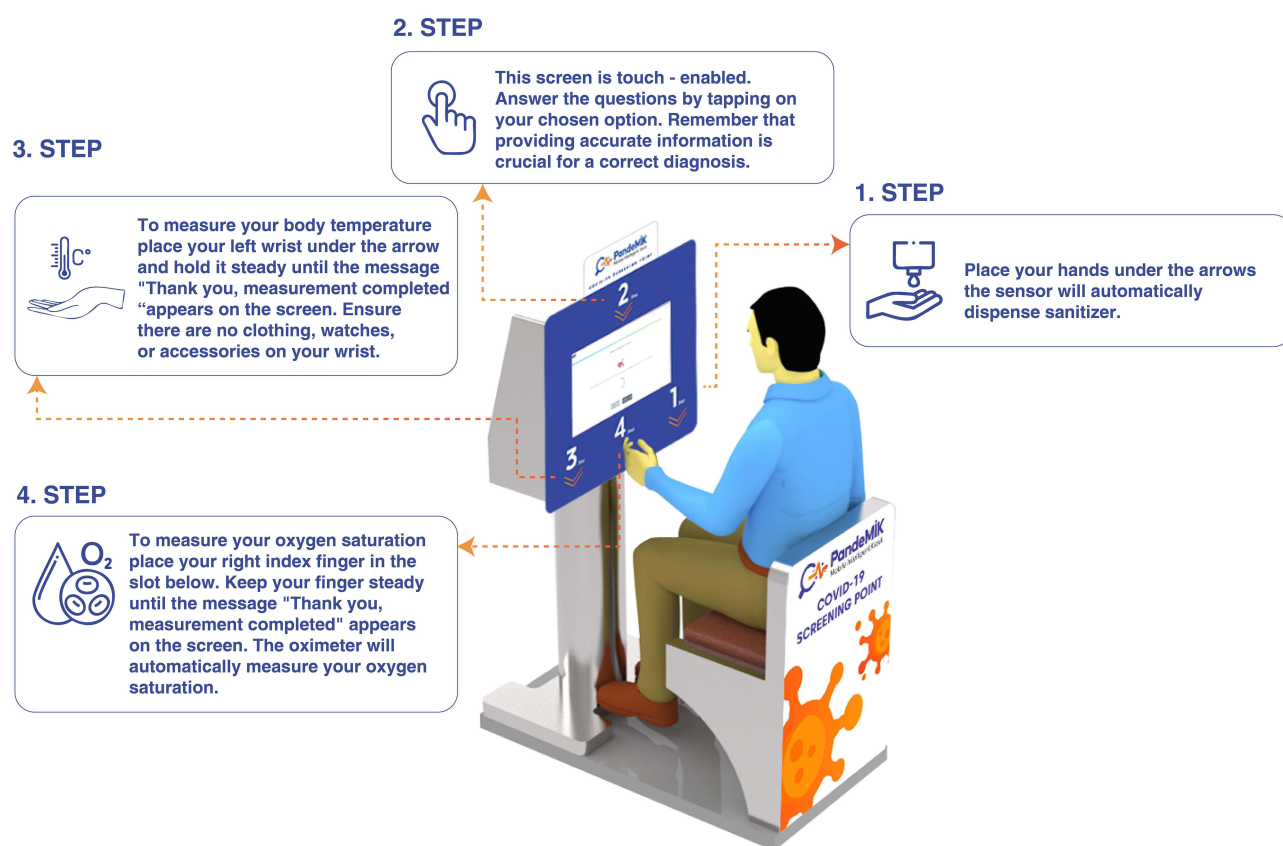 2. STEP
This screen is touch - enabled.
Answer the questions by tapping on
your chosen option. Remember that
providing accurate information is
crucial for a correct diagnosis.
3. STEP
To measure your body temperature
place your left wrist under the arrow
and hold it steady until the message
"Thank you, measurement completed
“appears on the screen. Ensure
there are no clothing, watches,
or accessories on your wrist.
C°
1. STEP
Place your hands under the arrows
the sensor will automatically
dispense sanitizer.
4. STEP
O2
To measure your oxygen saturation
place your right index finger in the
slot below. Keep your finger steady
until the message "Thank you,
measurement completed" appears
on the screen. The oximeter will
automatically measure your oxygen
saturation.
PandeMiK
2
1
4
3
PandeMiK
Mobile Intelligent Kiosk
COVID-19
SCREENING POINT